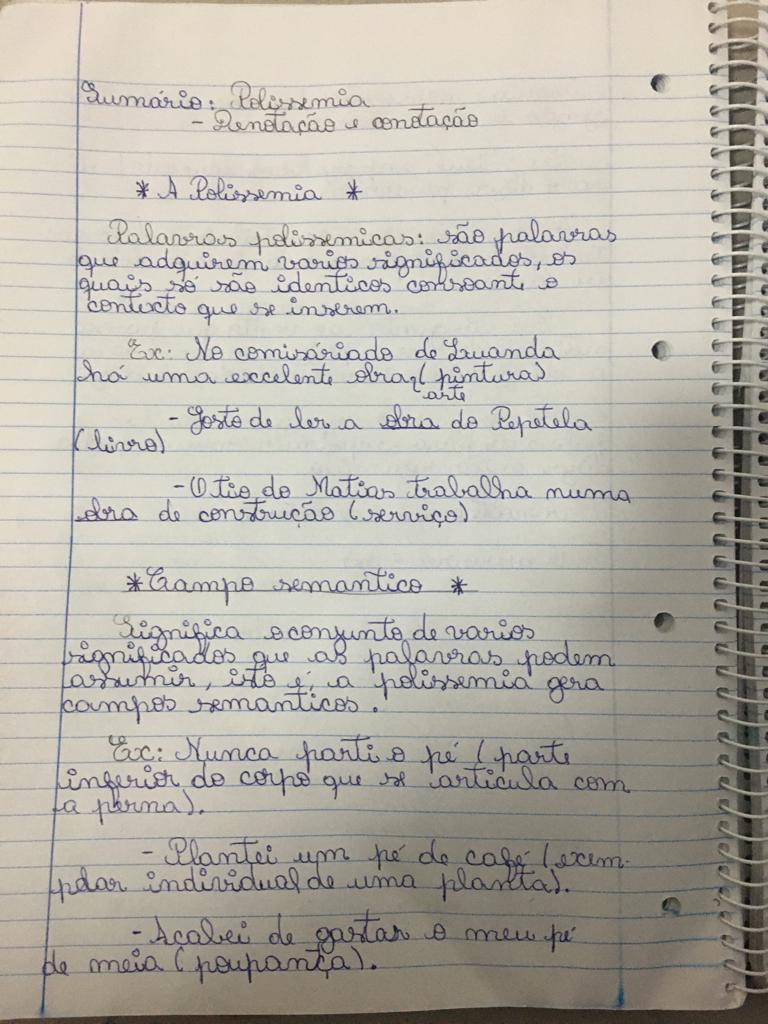 Sumário: Polissemia
- Denotação e conotação
* A Polissemia *
Palavras polissemicas: são palavras
que adquirem varios significados, os
quais só são identicos consoante o
contexto que se inserem.
Ex: No comisáriado de Luanda
há uma excelente obra (pintura)
arte
- Gosto de ler a obra do Pepetela
(livro)
- O tio do Matias trabalha numa
obra de construção (serviço)
* Campo semantico *
Significa o conjunto de varios
significados que as palavras podem
assumir, isto é, a polissemia gera
campos semanticos.
Ex: Nunca parti o pé (parte
inferior do corpo que se articula com
a perna).
- Plantei um pé de café (exem-
plar individual de uma planta).
- Acabei de gastar o meu pé
de meia (poupança).